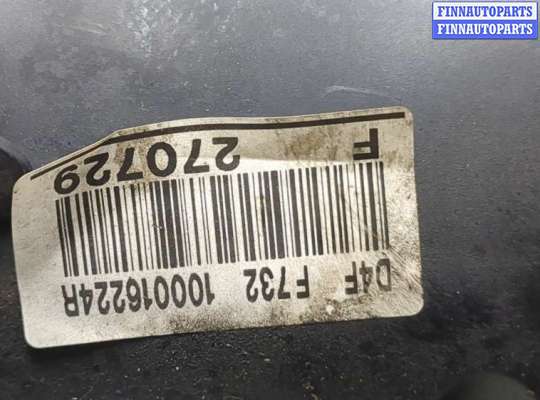 FINNAUTOPARTS
FINNAUTOPARTS
D4F F732 100016224R
F 270729